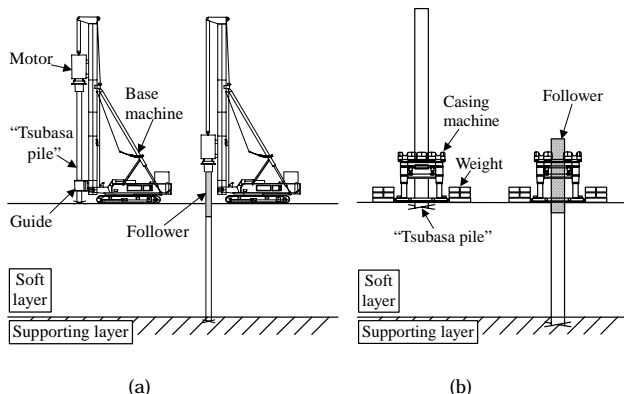 Motor
Base
machine
“Tsubasa
pile”
Guide
Follower
Soft
layer
Supporting layer
(a)
Follower
Casing
machine
Weight
“Tsubasa pile”
Soft
layer
Supporting layer
(b)